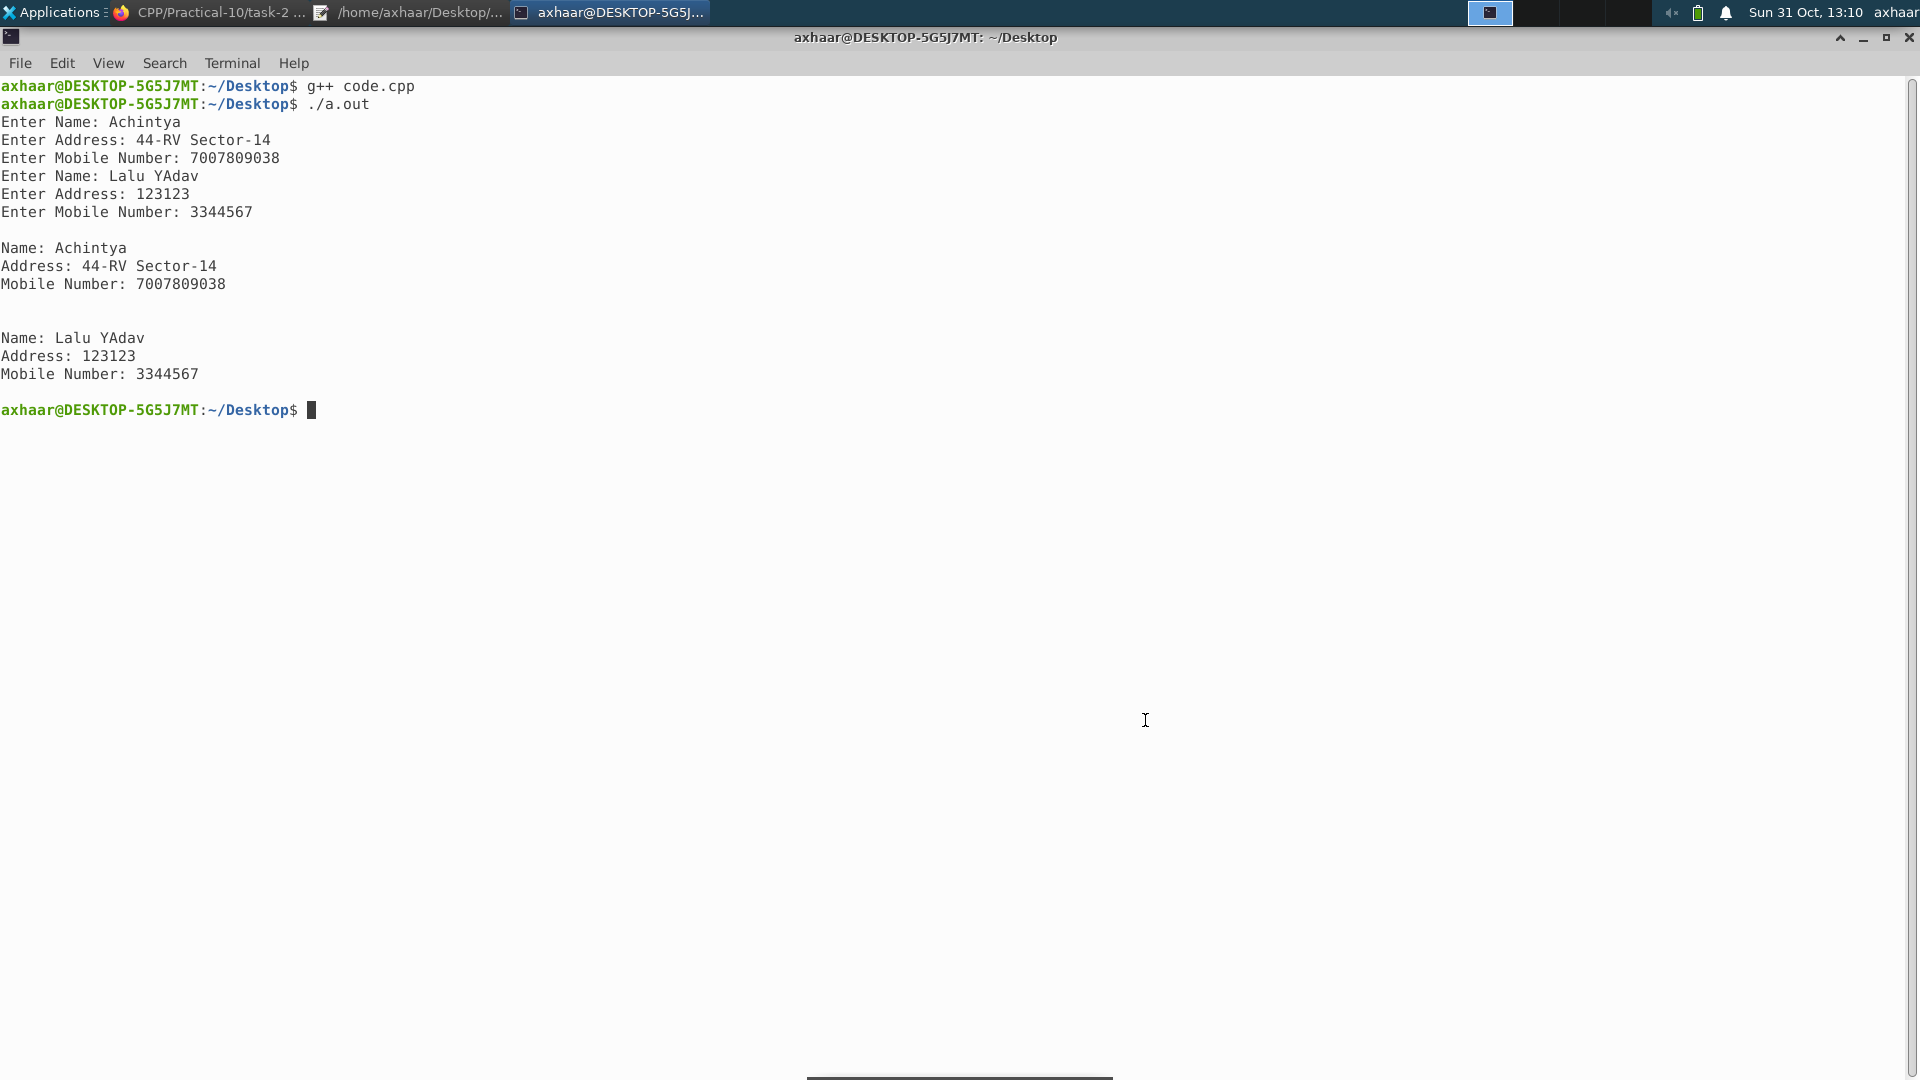 Applications CPP/Practical-10/task-2 ... /home/axhaar/Desktop/... axhaar@DESKTOP-5G5J... Sun 31 Oct, 13:10 axhaar
axhaar@DESKTOP-5G5J7MT: ~/Desktop
File Edit View Search Terminal Help
axhaar@DESKTOP-5G5J7MT:~/Desktop$ g++ code.cpp
axhaar@DESKTOP-5G5J7MT:~/Desktop$ ./a.out
Enter Name: Achintya
Enter Address: 44-RV Sector-14
Enter Mobile Number: 7007809038
Enter Name: Lalu YAdav
Enter Address: 123123
Enter Mobile Number: 3344567
Name: Achintya
Address: 44-RV Sector-14
Mobile Number: 7007809038
Name: Lalu YAdav
Address: 123123
Mobile Number: 3344567
axhaar@DESKTOP-5G5J7MT:~/Desktop$